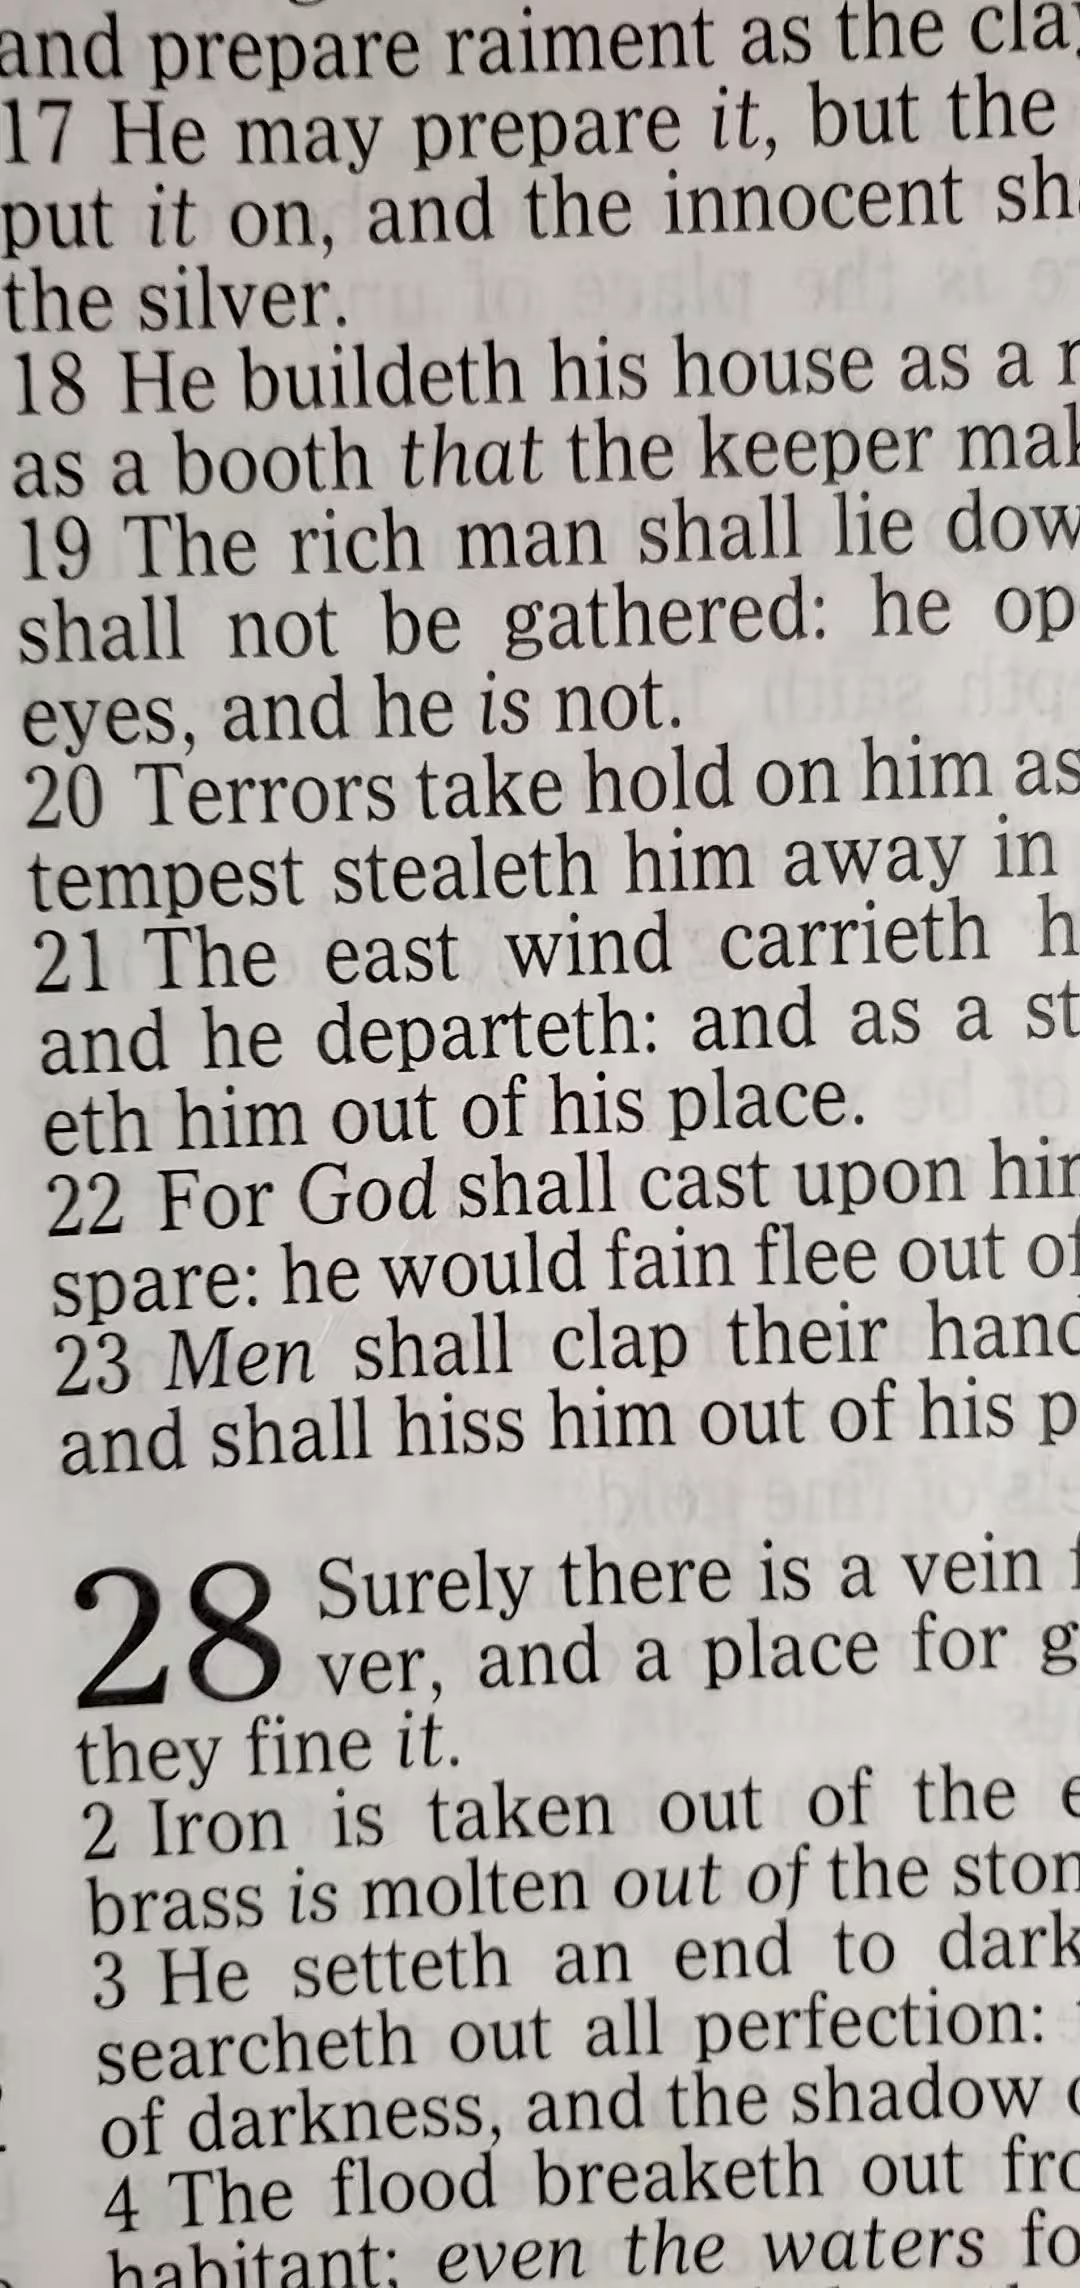 and prepare raiment as the clay
17 He may prepare it, but the
put it on, and the innocent sh
the silver.
18 He buildeth his house as a
as a booth that the keeper mak
19 The rich man shall lie dow
shall not be gathered: he op
eyes, and he is not.
20 Terrors take hold on him as
tempest stealeth him away in
21 The east wind carrieth h
and he departeth: and as a st
eth him out of his place.
22 For God shall cast upon hi
spare: he would fain flee out of
23 Men shall clap their hand
and shall hiss him out of his p
28 Surely there is a vein f
ver, and a place for g
they fine it.
2 Iron is taken out of the e
brass is molten out of the ston
3 He setteth an end to dark
searcheth out all perfection:
of darkness, and the shadow o
4 The flood breaketh out fro
habitant; even the waters fo